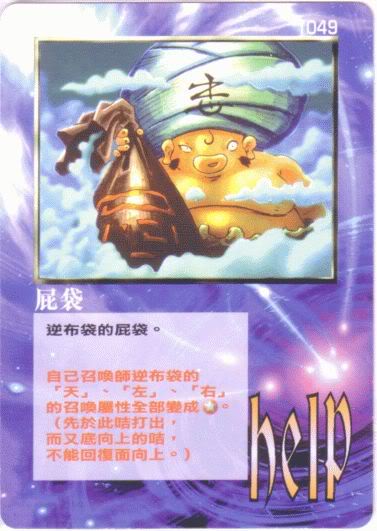 T049
屁袋
逆布袋的屁袋。
自己召喚師逆布袋的
「天」、「左」、「右」
的召喚屬性全部變成。
（先於此咭打出，
而又底向上的咭，
不能回復面向上。）
help